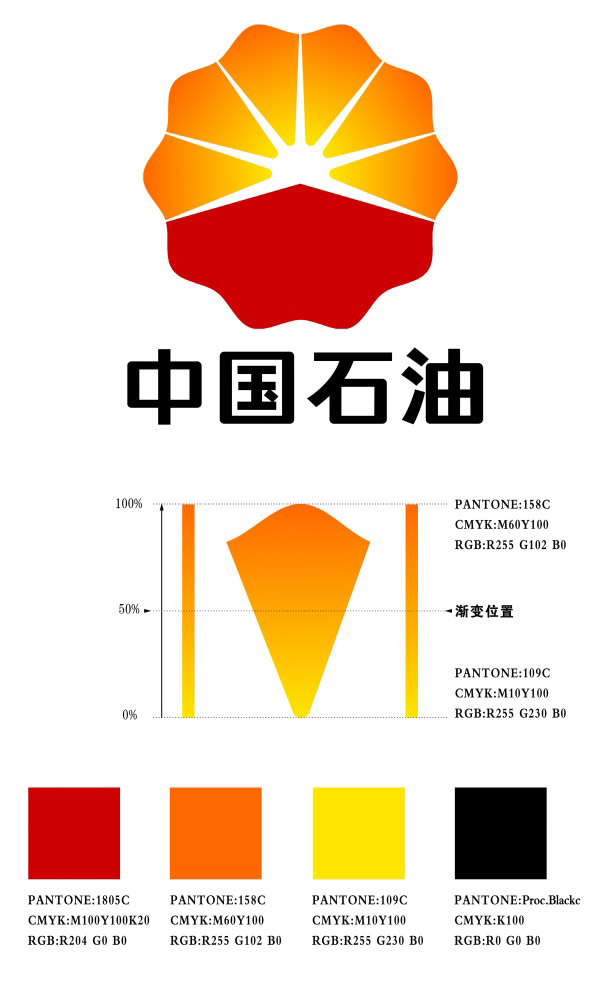 中国石油
100%
PANTONE:158C
CMYK:M60Y100
RGB:R255 G102 B0
50%
渐变位置
PANTONE:109C
CMYK:M10Y100
0%
RGB:R255 G230 B0
PANTONE:1805C
CMYK:M100Y100K20
RGB:R204 G0 B0
PANTONE:158C
CMYK:M60Y100
RGB:R255 G102 B0
PANTONE:109C
CMYK:M10Y100
RGB:R255 G230 B0
PANTONE:Proc.Blackc
CMYK:K100
RGB:R0 G0 B0